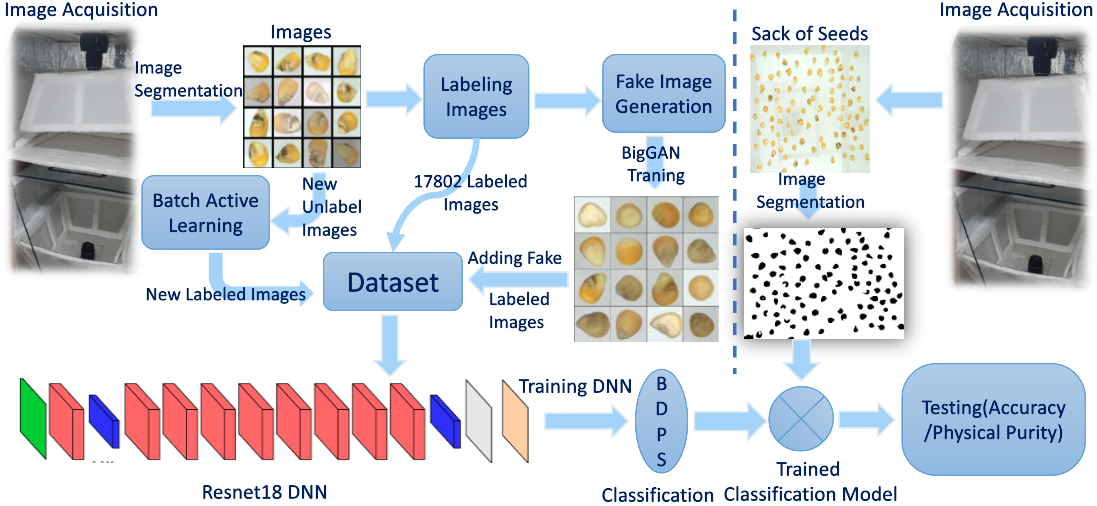 Image Acquisition
Image
Segmentation
Images
Labeling
Images
Fake Image
Generation
Sack of Seeds
Image Acquisition
Batch Active
Learning
New
Unlabel
Images
17802 Labeled
Images
BigGAN
Traning
Image
Segmentation
New Labeled Images
Dataset
Adding Fake
Labeled
Images
Resnet18 DNN
Training DNN
B
D
P
S
Classification
Trained
Classification Model
Testing(Accuracy
/Physical Purity)